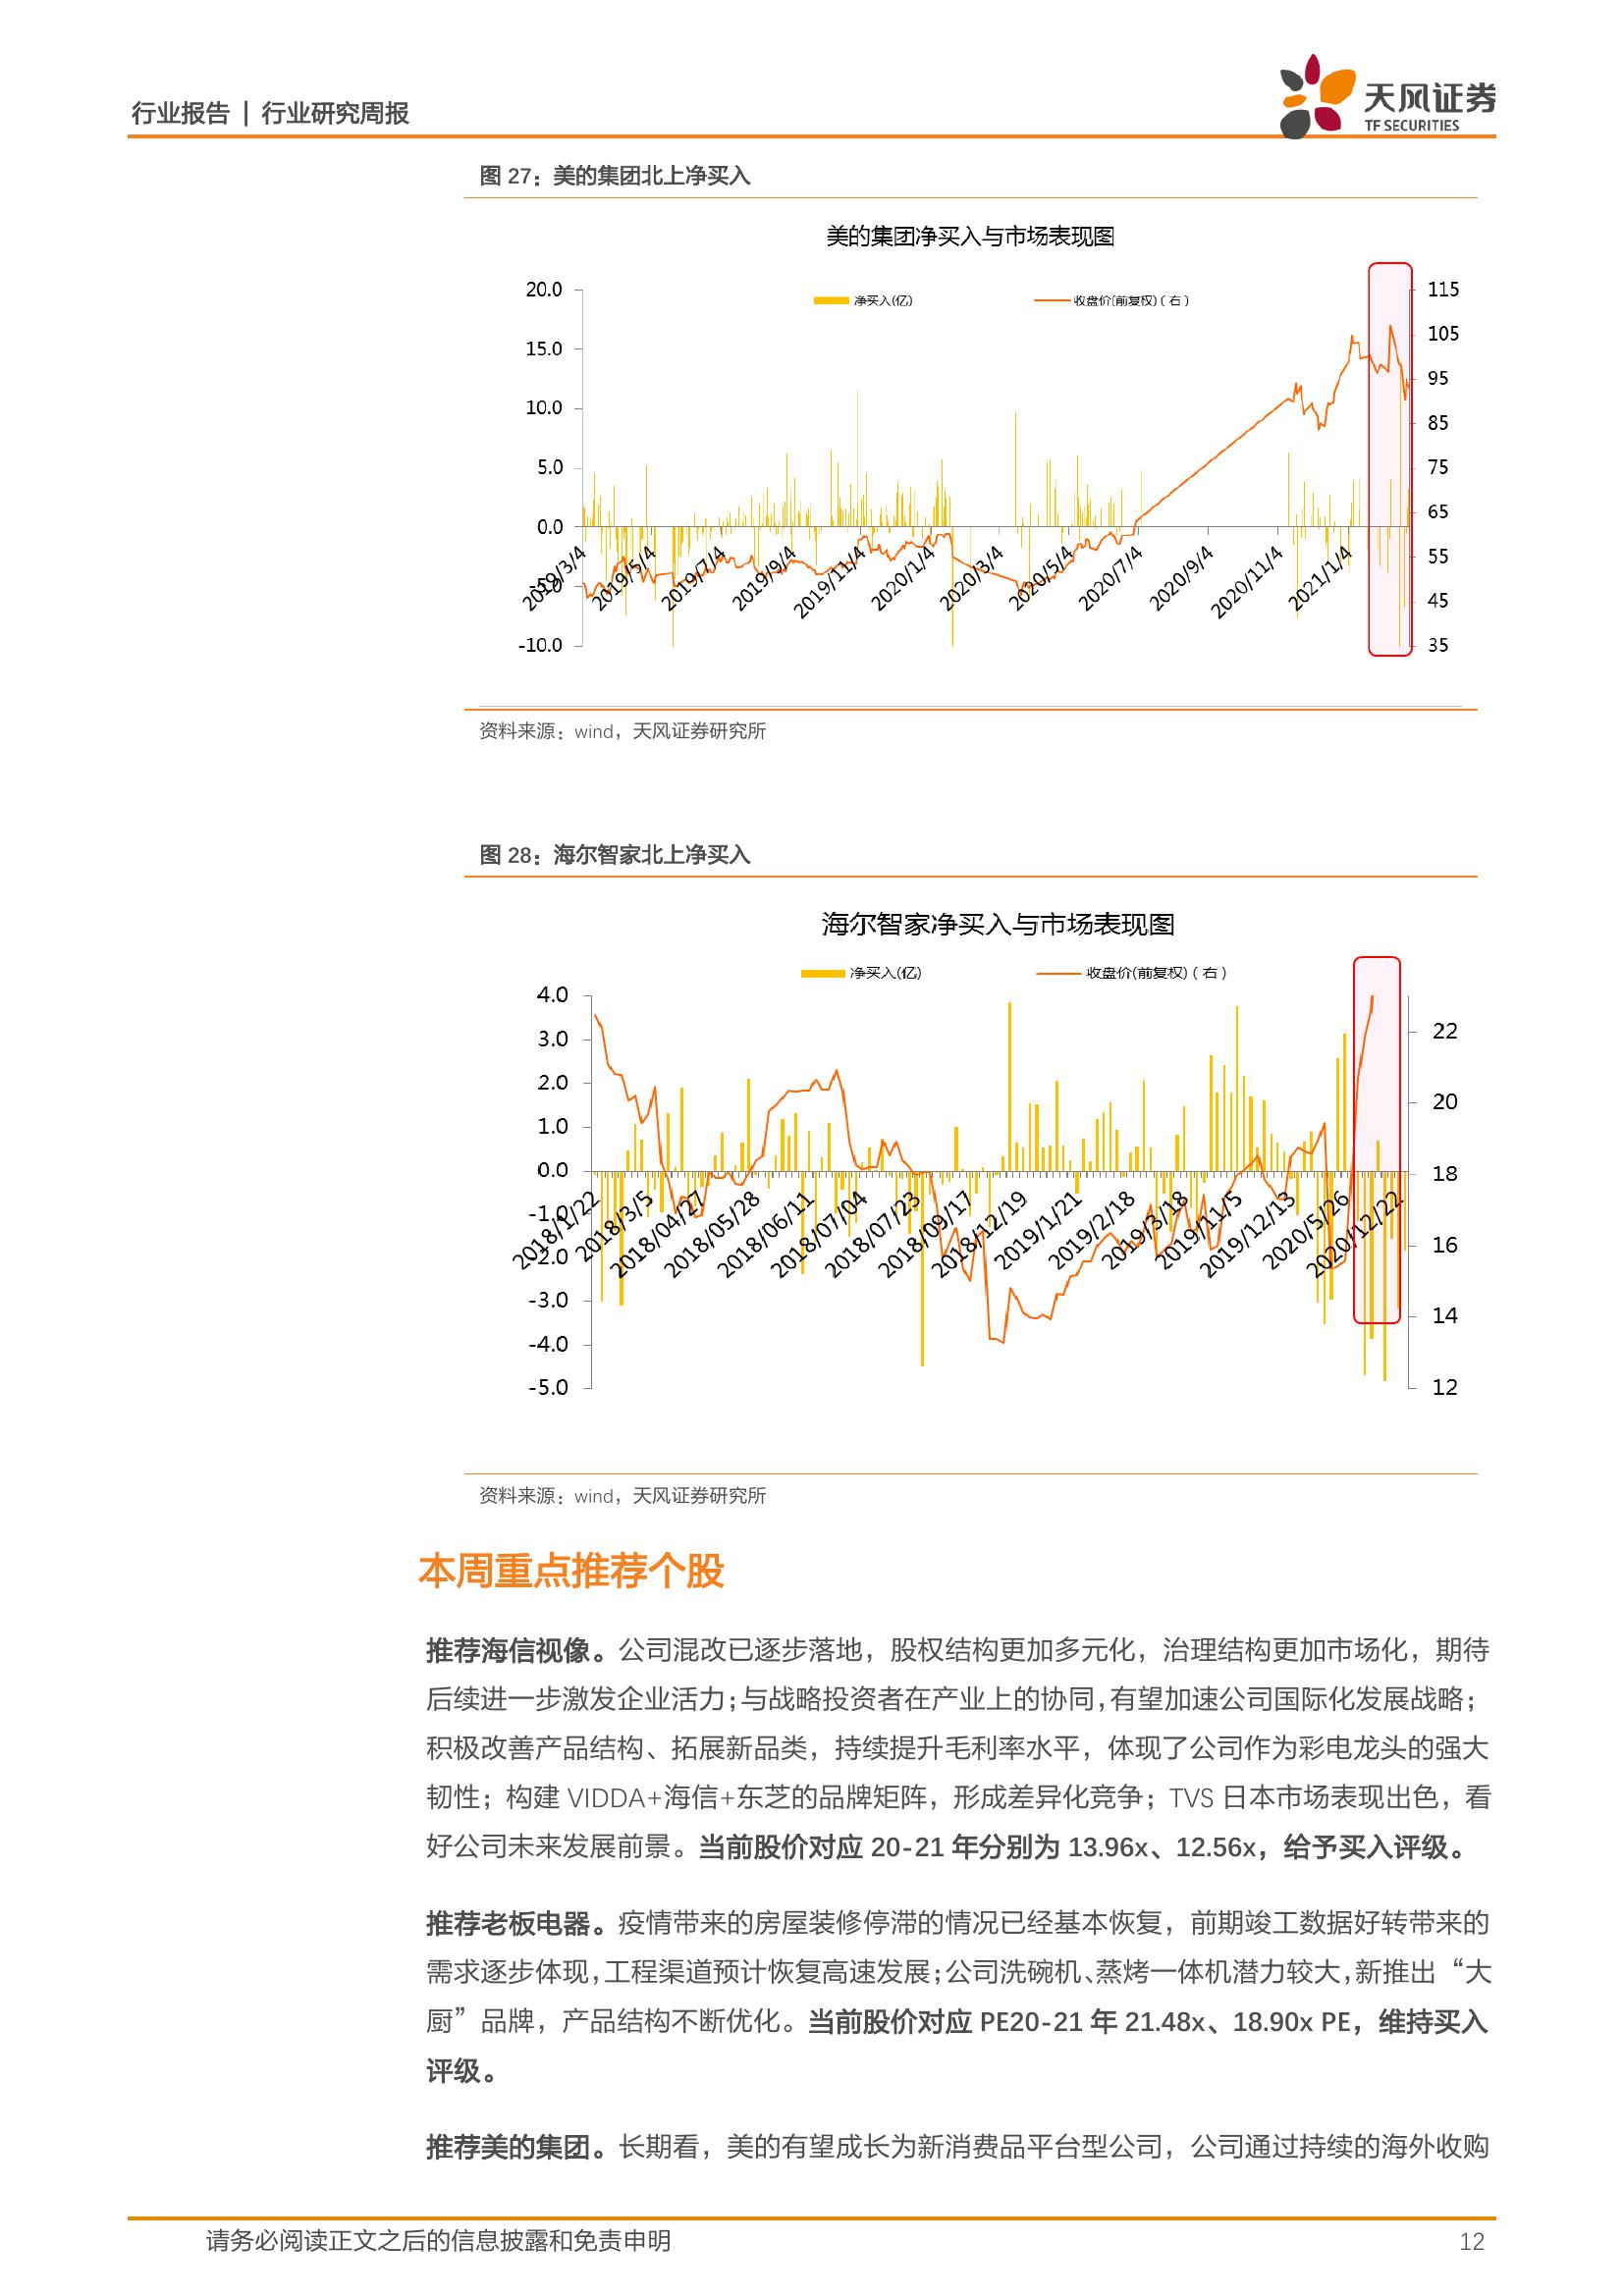 行业报告 | 行业研究周报
天风证券
TF SECURITIES
图 27：美的集团北上净买入
美的集团净买入与市场表现图
净买入(亿)
收盘价(前复权)（右）
20.0
15.0
10.0
5.0
0.0
-5.0
-10.0
115
105
95
85
75
65
55
45
35
2019/3/4
2019/5/4
2019/7/4
2019/9/4
2019/11/4
2020/1/4
2020/3/4
2020/5/4
2020/7/4
2020/9/4
2020/11/4
2021/1/4
资料来源：wind，天风证券研究所
图 28：海尔智家北上净买入
海尔智家净买入与市场表现图
净买入(亿)
收盘价(前复权)（右）
4.0
3.0
2.0
1.0
0.0
-1.0
-2.0
-3.0
-4.0
-5.0
22
20
18
16
14
12
2018/1/22
2018/3/5
2018/04/27
2018/05/28
2018/06/11
2018/07/04
2018/07/23
2018/09/17
2018/12/19
2019/1/21
2019/2/18
2019/3/18
2019/11/5
2019/12/13
2020/5/26
2020/12/22
资料来源：wind，天风证券研究所
本周重点推荐个股
推荐海信视像。公司混改已逐步落地，股权结构更加多元化，治理结构更加市场化，期待
后续进一步激发企业活力；与战略投资者在产业上的协同，有望加速公司国际化发展战略；
积极改善产品结构、拓展新品类，持续提升毛利率水平，体现了公司作为彩电龙头的强大
韧性；构建 VIDDA+海信+东芝的品牌矩阵，形成差异化竞争；TVS 日本市场表现出色，看
好公司未来发展前景。当前股价对应 20-21 年分别为 13.96x、12.56x，给予买入评级。
推荐老板电器。疫情带来的房屋装修停滞的情况已经基本恢复，前期竣工数据好转带来的
需求逐步体现，工程渠道预计恢复高速发展；公司洗碗机、蒸烤一体机潜力较大，新推出“大
厨”品牌，产品结构不断优化。当前股价对应 PE20-21 年 21.48x、18.90x PE，维持买入
评级。
推荐美的集团。长期看，美的有望成长为新消费品平台型公司，公司通过持续的海外收购
请务必阅读正文之后的信息披露和免责申明
12